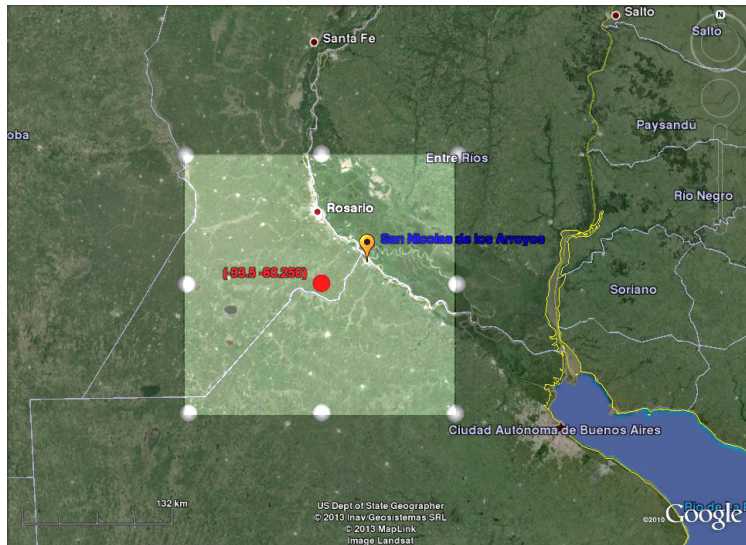 Salto
N
Santa Fe
Salto
oba
Paysandú
Entre Ríos
Río Negro
Rosario
San Nicolas de los Arroyos
(-33.5 -60.250)
Soriano
Ciudad Autónoma de Buenos Aires
132 km
US Dept of State Geographer
© 2013 Inav/Geosistemas SRL
© 2013 MapLink
Image Landsat
Rio de La
©2010 Google